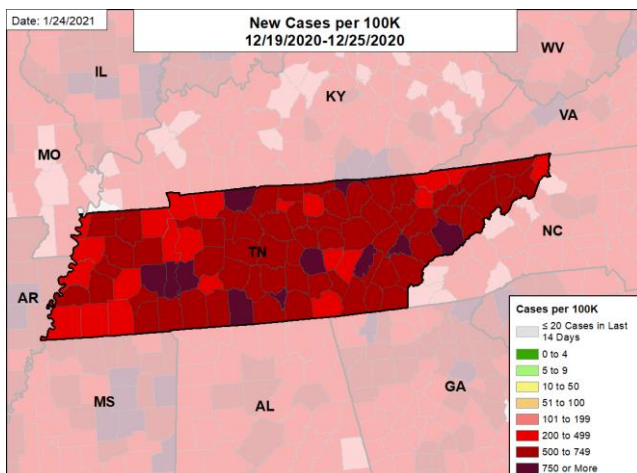 Date: 1/24/2021
New Cases per 100K
12/19/2020-12/25/2020
WV
IL
KY
VA
MO
NC
TN
AR
Cases per 100K
≤ 20 Cases in Last
14 Days
0 to 4
5 to 9
10 to 50
51 to 100
101 to 199
200 to 499
500 to 749
750 or More
GA
MS
AL